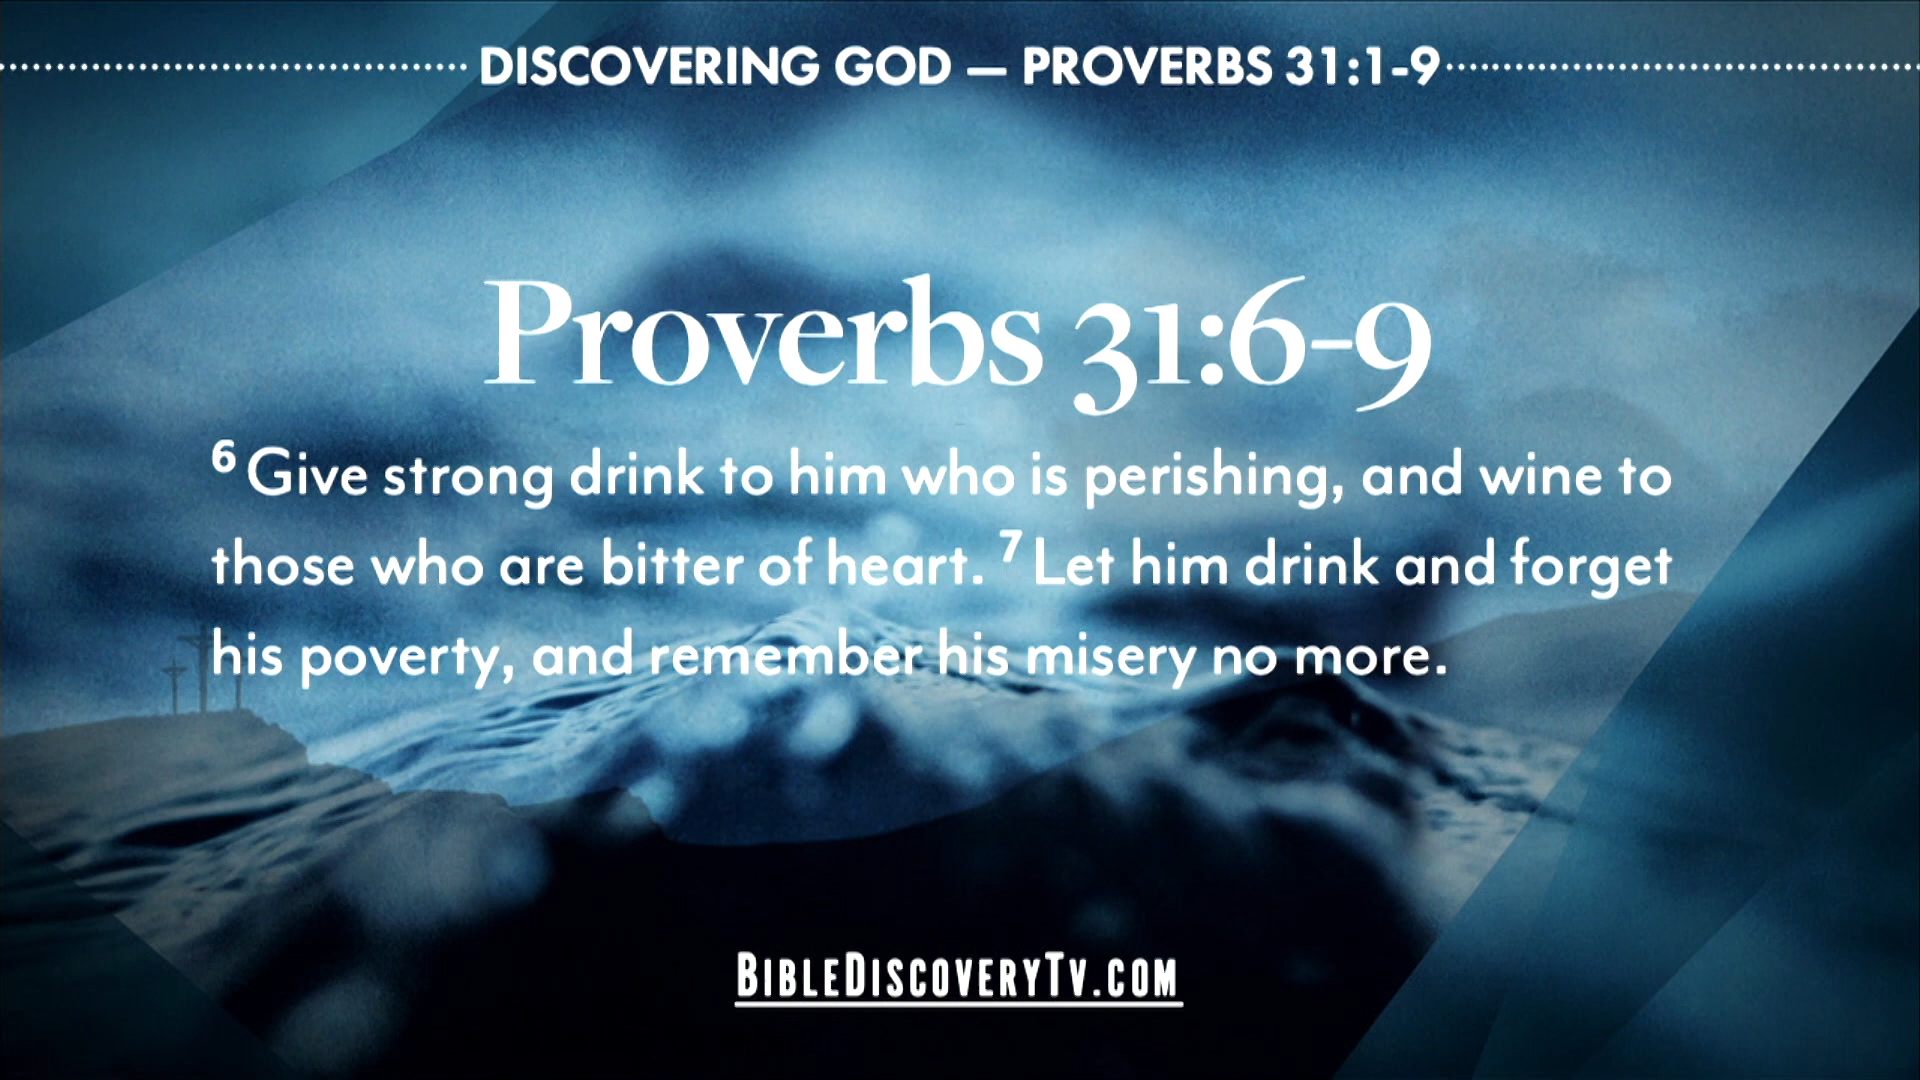 DISCOVERING GOD — PROVERBS 31:1-9
Proverbs 31:6-9
6 Give strong drink to him who is perishing, and wine to
those who are bitter of heart. 7 Let him drink and forget
his poverty, and remember his misery no more.
BIBLEDISCOVERYTV.COM